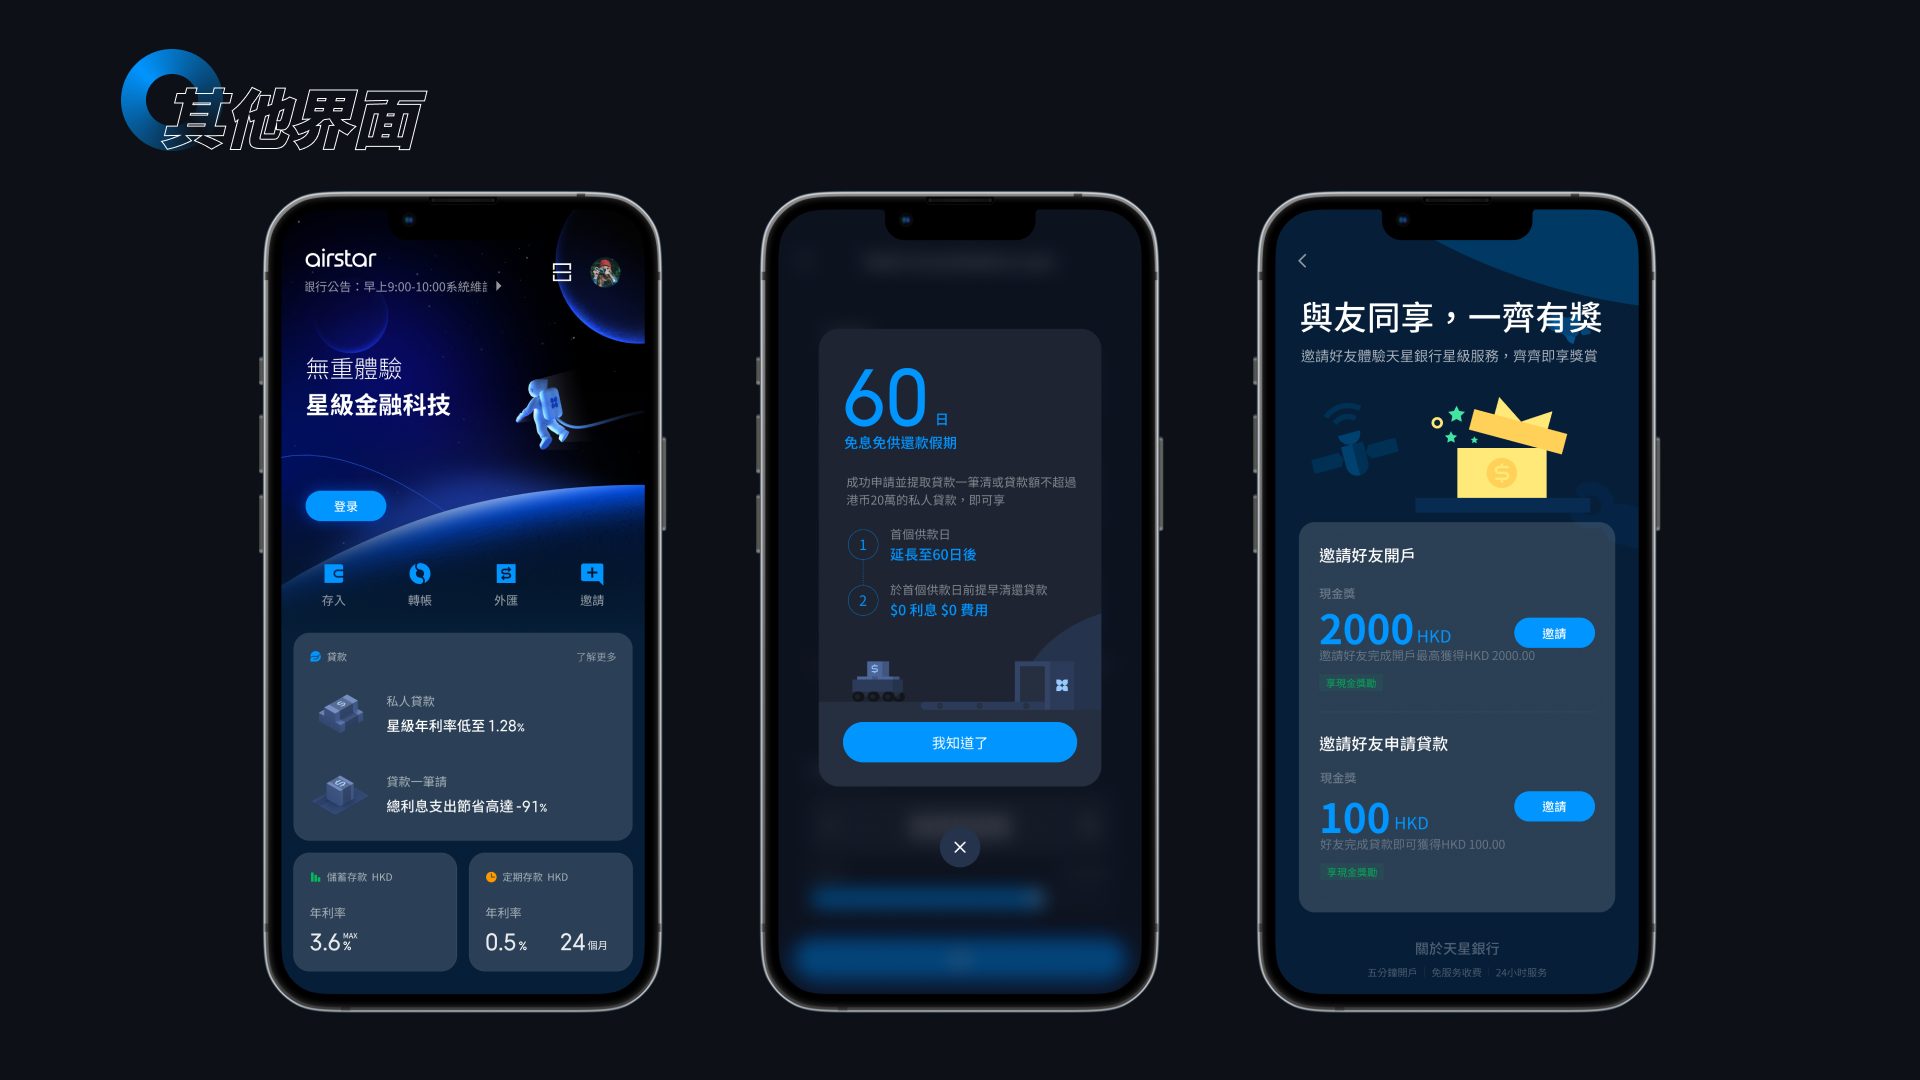 其他界面
airstar
銀行公告：早上9:00-10:00系統維
無重體驗
星級金融科技
登录
存入
轉帳
外匯
邀請
貸款
了解更多
私人貸款
星級年利率低至 1.28%
貸款一筆請
總利息支出節省高達 -91%
儲蓄存款 HKD
年利率
3.6 MAX %
定期存款 HKD
年利率
0.5 %
24 個月
60 日
免息免供還款假期
成功申請並提取貸款一筆清或貸款額不超過
港币20萬的私人貸款，即可享
1
首個供款日
延長至60日後
2
於首個供款日前提早清還貸款
$0 利息 $0 費用
我知道了
與友同享，一齊有獎
邀請好友體驗天星銀行星級服務，齊齊即享獎賞
邀請好友開戶
現金獎
2000 HKD
邀請
邀請好友完成開戶最高獲得HKD 2000.00
享現金獎勵
邀請好友申請貸款
現金獎
100 HKD
邀請
好友完成貸款即可獲得HKD 100.00
享現金獎勵
關於天星銀行
五分鐘開戶 | 免服务收费 | 24小时服务